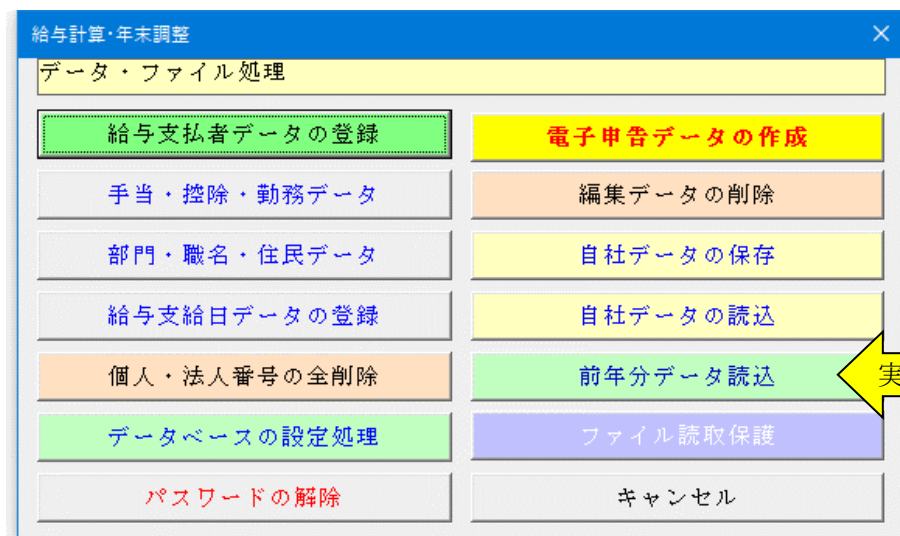 給与計算・年末調整
データ・ファイル処理
給与支払者データの登録
電子申告データの作成
手当・控除・勤務データ
編集データの削除
部門・職名・住民データ
自社データの保存
給与支給日データの登録
自社データの読込
個人・法人番号の全削除
前年分データ読込
実
データベースの設定処理
ファイル読取保護
パスワードの解除
キャンセル